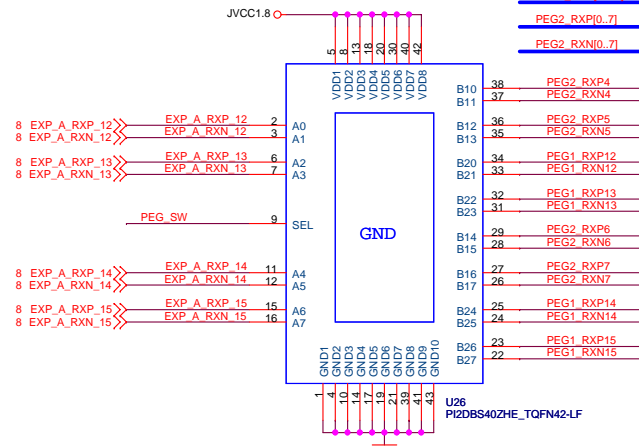 JVCC1.8
PEG2_RXP[0..7]
PEG2_RXN[0..7]
5 8 13 18 20 30 40 42
VDD1 VDD2 VDD3 VDD4 VDD5 VDD6 VDD7 VDD8
8 EXP_A_RXP_12 EXP_A_RXP_12 2 A0
8 EXP_A_RXN_12 EXP_A_RXN_12 3 A1
8 EXP_A_RXP_13 EXP_A_RXP_13 6 A2
8 EXP_A_RXN_13 EXP_A_RXN_13 7 A3
PEG_SW 9 SEL
8 EXP_A_RXP_14 EXP_A_RXP_14 11 A4
8 EXP_A_RXN_14 EXP_A_RXN_14 12 A5
8 EXP_A_RXP_15 EXP_A_RXP_15 15 A6
8 EXP_A_RXN_15 EXP_A_RXN_15 16 A7
GND
B10 38 PEG2_RXP4
B11 37 PEG2_RXN4
B12 36 PEG2_RXP5
B13 35 PEG2_RXN5
B20 34 PEG1_RXP12
B21 33 PEG1_RXN12
B22 32 PEG1_RXP13
B23 31 PEG1_RXN13
B14 29 PEG2_RXP6
B15 28 PEG2_RXN6
B16 27 PEG2_RXP7
B17 26 PEG2_RXN7
B24 25 PEG1_RXP14
B25 24 PEG1_RXN14
B26 23 PEG1_RXP15
B27 22 PEG1_RXN15
GND1 GND2 GND3 GND4 GND5 GND6 GND7 GND8 GND9 GND10
1 4 10 14 17 19 21 39 41 43
U26
PI2DBS40ZHE_TQFN42-LF